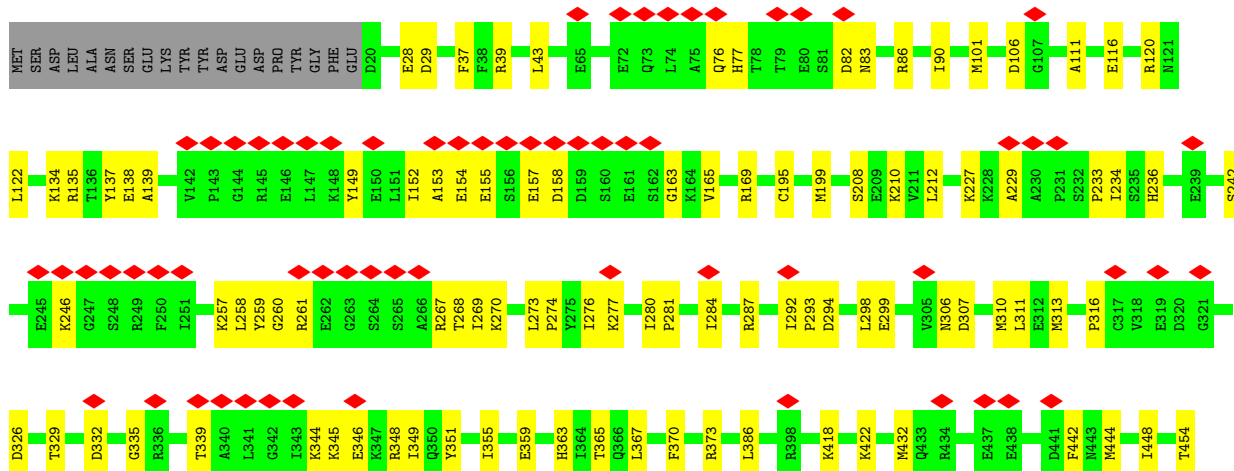 MET SER ASP LEU ALA ASN SER GLU LYS TYR TYR ASP GLU ASP PRO TYR GLY PHE GLU D20 E28 D29 F37 F38 R39 L43 E65 E72 Q73 L74 A75 Q76 H77 T78 T79 E80 S81 D82 N83 R86 I90 M101 D106 G107 A111 E116 R120 N121
L122 K134 R135 T136 Y137 E138 A139 V142 P143 G144 R145 E146 L147 K148 Y149 E150 L151 I152 A153 E154 E155 S156 E157 D158 D159 S160 E161 S162 G163 K164 V165 R169 C195 M199 S208 E209 K210 V211 L212 K227 K228 A229 A230 P231 S232 P233 I234 S235 H236 E239 S242
E245 K246 G247 S248 R249 F250 I251 K257 L258 Y259 G260 R261 E262 G263 S264 S265 A266 R267 T268 I269 K270 L273 P274 Y275 I276 K277 I280 P281 I284 R287 I292 P293 D294 L298 E299 V305 N306 D307 M310 L311 E312 M313 P316 C317 V318 E319 D320 G321
D326 T329 D332 G335 R336 T339 A340 L341 G342 I343 K344 K345 E346 K347 R348 I349 Q350 Y351 I355 E359 H363 I364 T365 Q366 L367 F370 R373 L386 R398 K418 K422 M432 Q433 R434 E437 E438 D441 F442 N443 M444 I448 T454